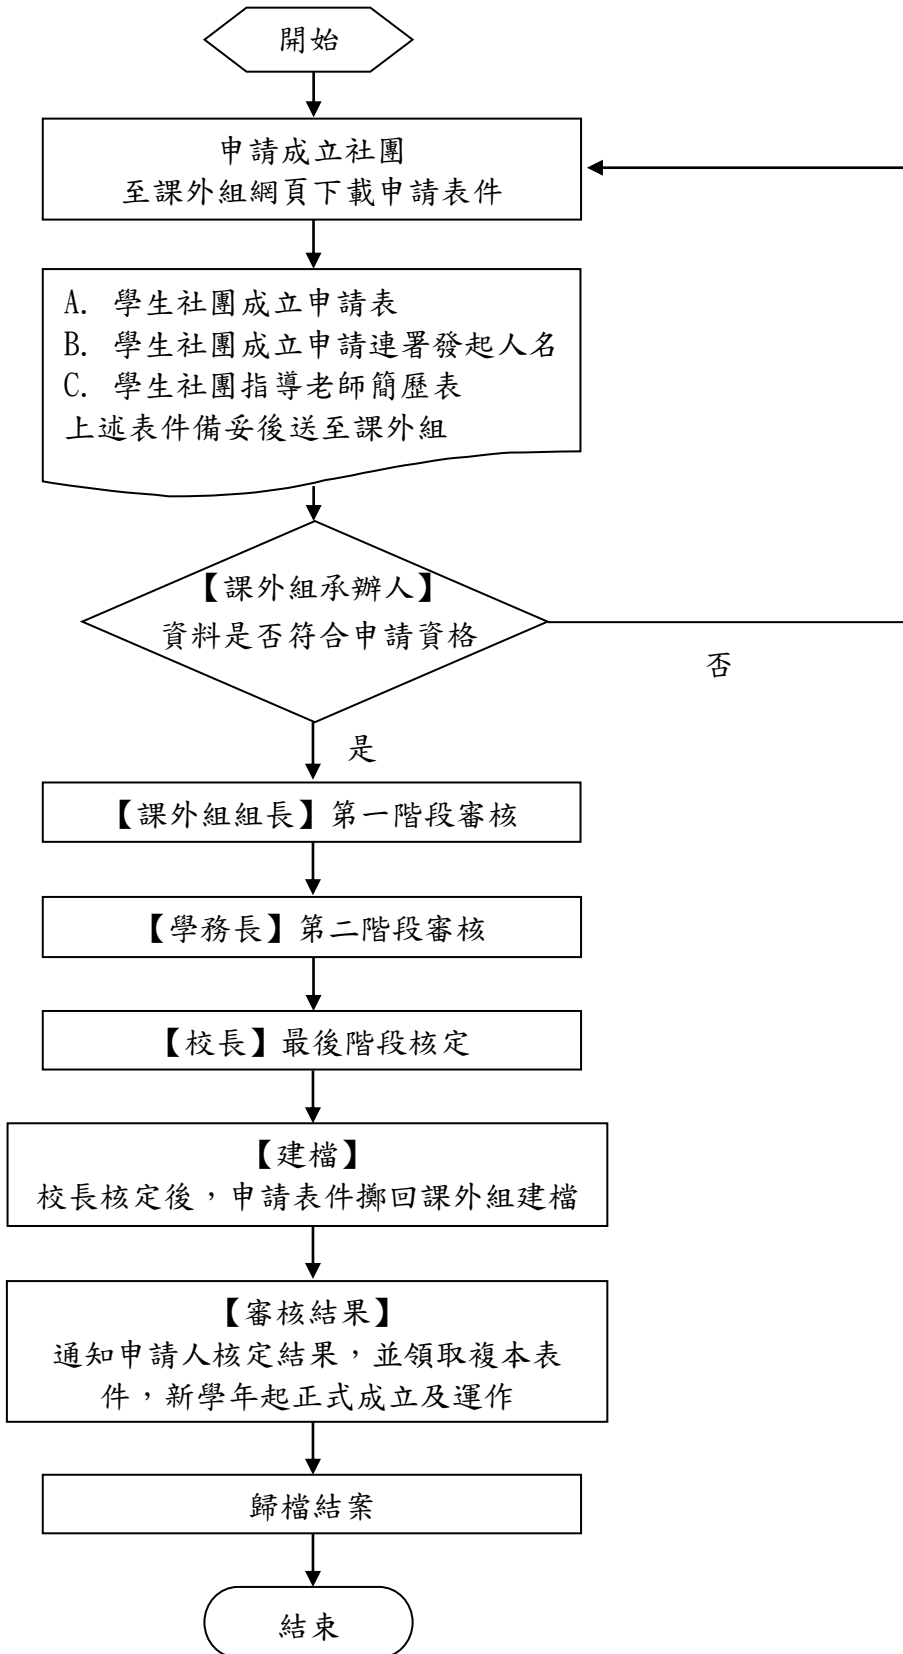 開始
申請成立社團
至課外組網頁下載申請表件
A. 學生社團成立申請表
B. 學生社團成立申請連署發起人名
C. 學生社團指導老師簡歷表
上述表件備妥後送至課外組
【課外組承辦人】
資料是否符合申請資格
否
是
【課外組組長】第一階段審核
【學務長】第二階段審核
【校長】最後階段核定
【建檔】
校長核定後，申請表件擲回課外組建檔
【審核結果】
通知申請人核定結果，並領取複本表
件，新學年起正式成立及運作
歸檔結案
結束